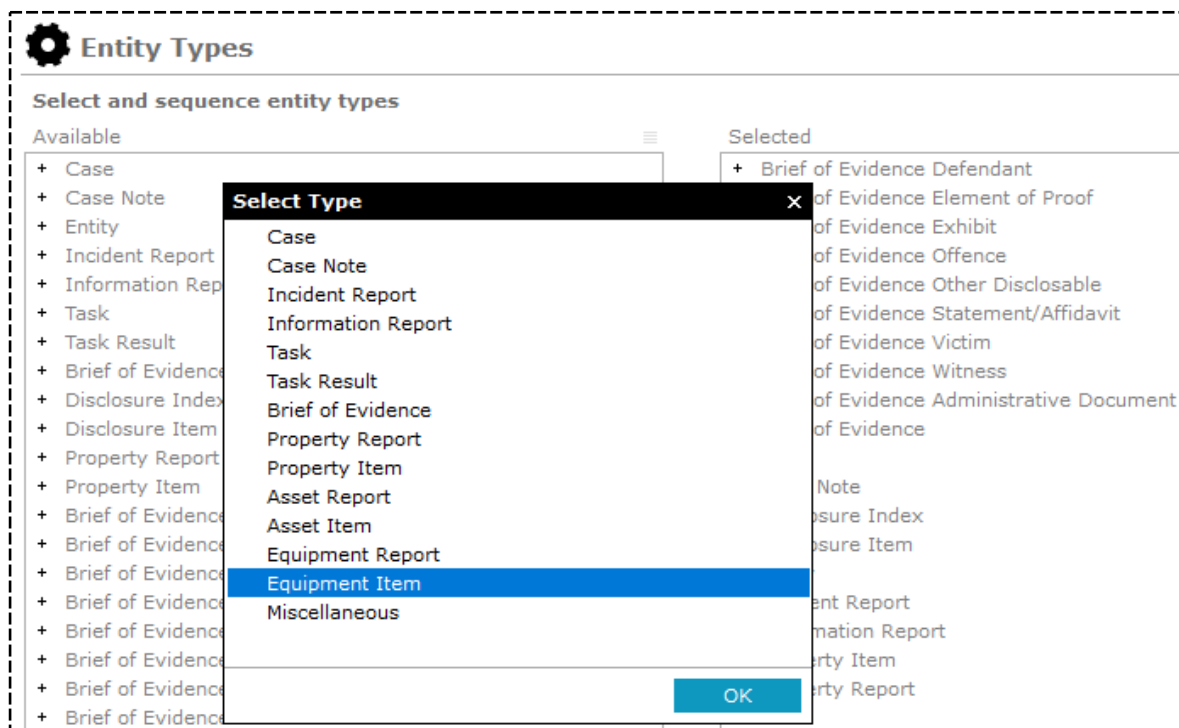 Entity Types
Select and sequence entity types
Available
+ Case
+ Case Note
+ Entity
+ Incident Report
+ Information Rep
+ Task
+ Task Result
+ Brief of Evidence
+ Disclosure Index
+ Disclosure Item
+ Property Report
+ Property Item
+ Brief of Evidence
+ Brief of Evidence
+ Brief of Evidence
+ Brief of Evidence
+ Brief of Evidence
+ Brief of Evidence
+ Brief of Evidence
+ Brief of Evidence
Select Type
Case
Case Note
Incident Report
Information Report
Task
Task Result
Brief of Evidence
Property Report
Property Item
Asset Report
Asset Item
Equipment Report
Equipment Item
Miscellaneous
OK
Selected
+ Brief of Evidence Defendant
of Evidence Element of Proof
of Evidence Exhibit
of Evidence Offence
of Evidence Other Disclosable
of Evidence Statement/Affidavit
of Evidence Victim
of Evidence Witness
of Evidence Administrative Document
of Evidence
Note
osure Index
osure Item
ent Report
mation Report
erty Item
erty Report